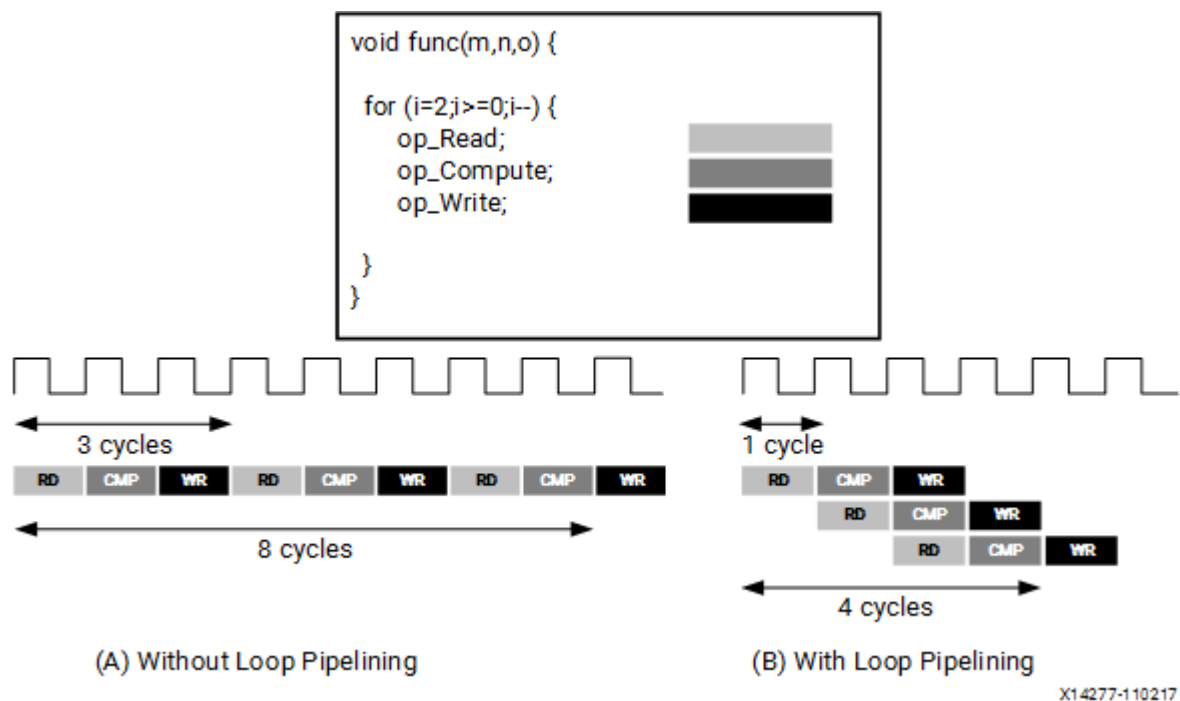 void func(m,n,o) {
for (i=2;i>=0;i--) {
op_Read;
op_Compute;
op_Write;
}
}
3 cycles
RD CMP WR RD CMP WR RD CMP WR
8 cycles
(A) Without Loop Pipelining
1 cycle
RD CMP WR
RD CMP WR
RD CMP WR
4 cycles
(B) With Loop Pipelining
X14277-110217